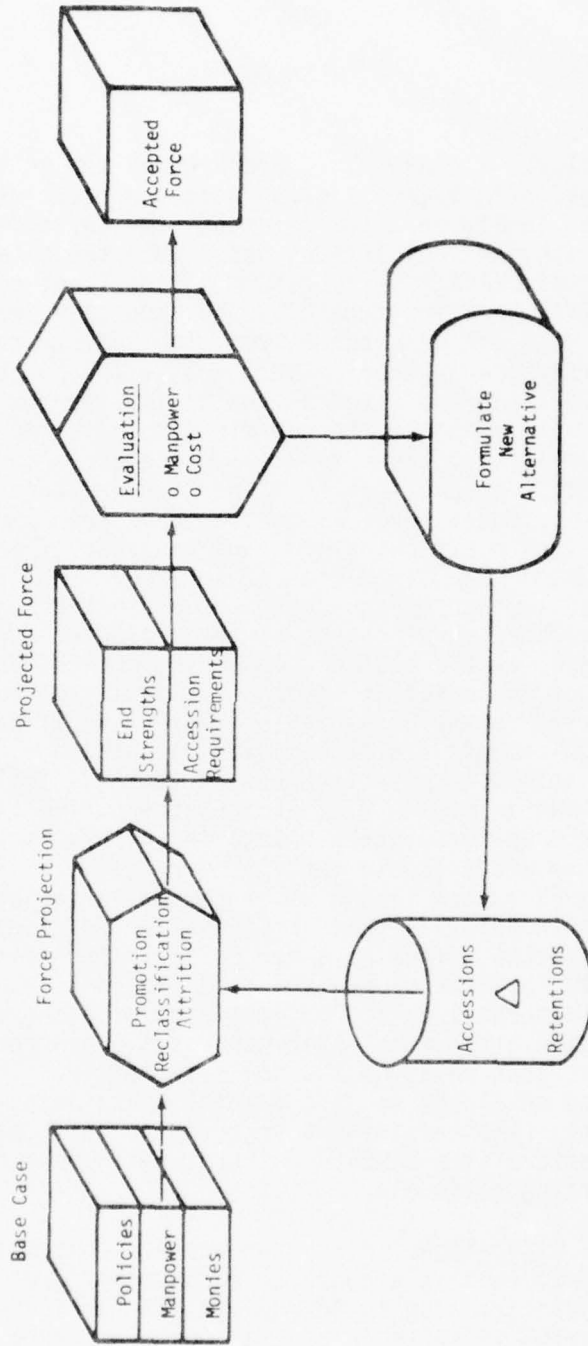 Base Case
Policies
Manpower
Monies
Force Projection
Promotion
Reclassification
Attrition
Projected Force
End
Strengths
Accession
Requirements
Evaluation
o Manpower
o Cost
Accepted
Force
Formulate
New
Alternative
Accessions
△
Retentions